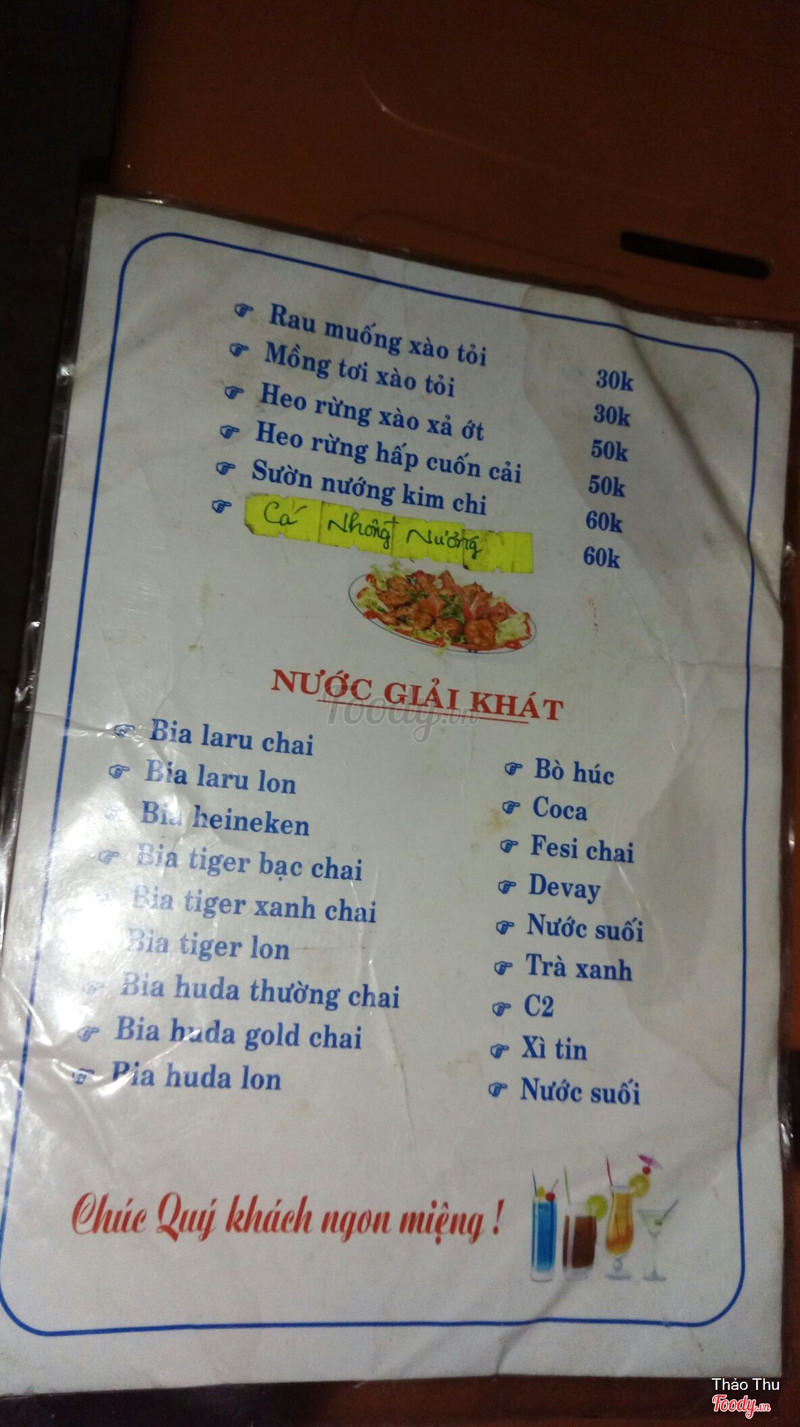 Rau muống xào tỏi 30k
Mồng tơi xào tỏi 30k
Heo rừng xào xả ớt 50k
Heo rừng hấp cuốn cải 50k
Sườn nướng kim chi 60k
Cá Nhồng Nướng 60k
NƯỚC GIẢI KHÁT
Foody.vn
Bia laru chai
Bia laru lon
Bia heineken
Bia tiger bạc chai
Bia tiger xanh chai
Bia tiger lon
Bia huda thường chai
Bia huda gold chai
Bia huda lon
Bò húc
Coca
Fesi chai
Devay
Nước suối
Trà xanh
C2
Xì tin
Nước suối
Chúc Quý khách ngon miệng !
Thảo Thu
Foody.vn